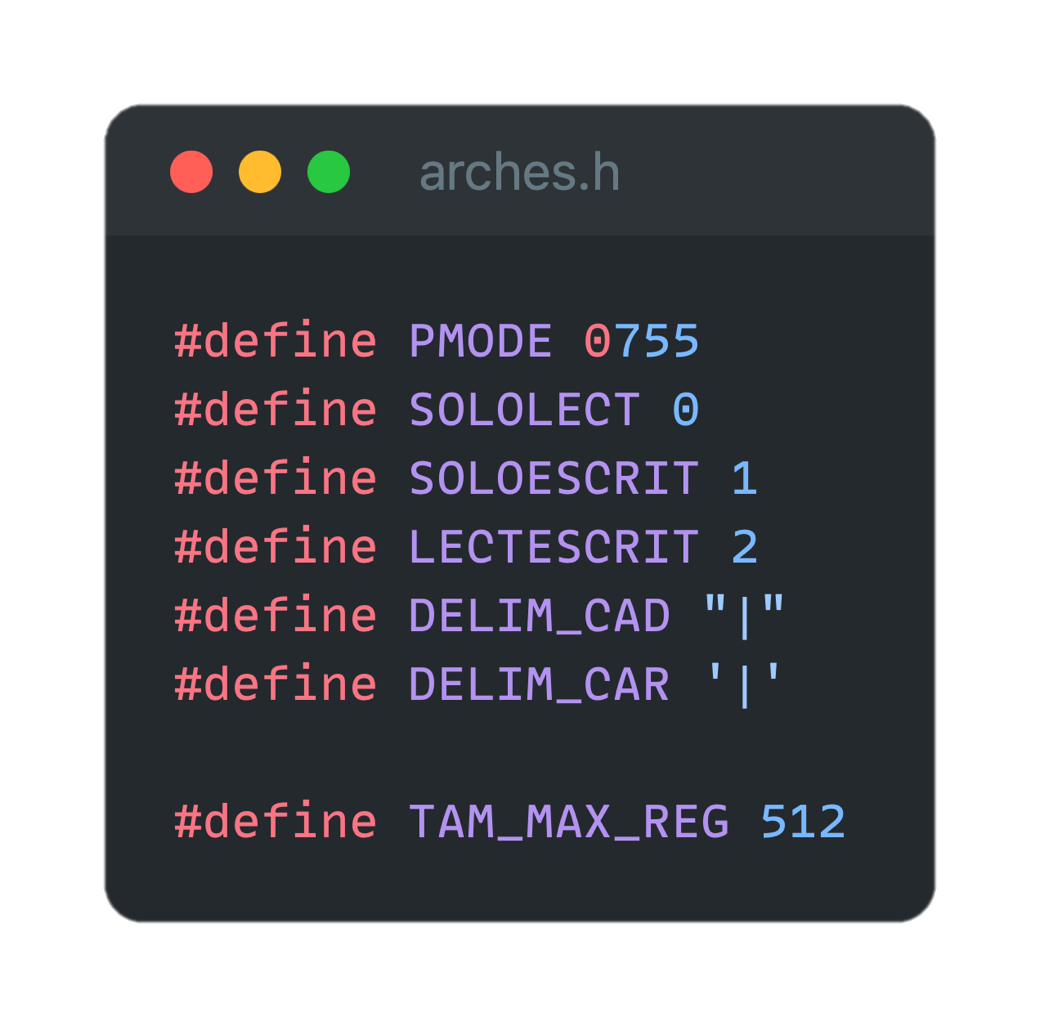 arches.h
#define PMODE 0755
#define SOLOLECT 0
#define SOLOESCRIT 1
#define LECTESCRIT 2
#define DELIM_CAD "|"
#define DELIM_CAR '|'
#define TAM_MAX_REG 512